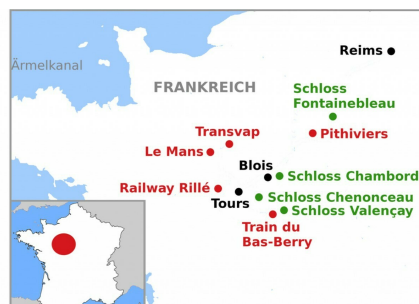 Reims
Ärmelkanal
FRANKREICH
Schloss
Fontainebleau
Transvap
Pithiviers
Le Mans
Blois
Schloss Chambord
Railway Rillé
Tours
Schloss Chenonceau
Schloss Valençay
Train du
Bas-Berry